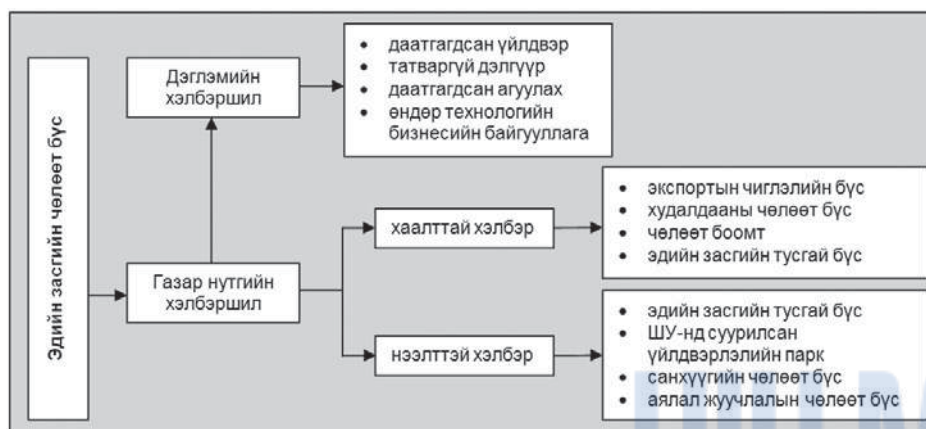 Эдийн засгийн чөлөөт бүс
Дэглэмийн
хэлбэршил
• даатгагдсан үйлдвэр
• татваргүй дэлгүүр
• даатгагдсан агуулах
• өндөр технологийн
бизнесийн байгууллага
Газар нутгийн
хэлбэршил
хаалттай хэлбэр
• экспортын чиглэлийн бүс
• худалдааны чөлөөт бүс
• чөлөөт боомт
• эдийн засгийн тусгай бүс
нээлттэй хэлбэр
• эдийн засгийн тусгай бүс
• ШУ-нд суурилсан
үйлдвэрлэлийн парк
• санхүүгийн чөлөөт бүс
• аялал жуучлалын чөлөөт бүс